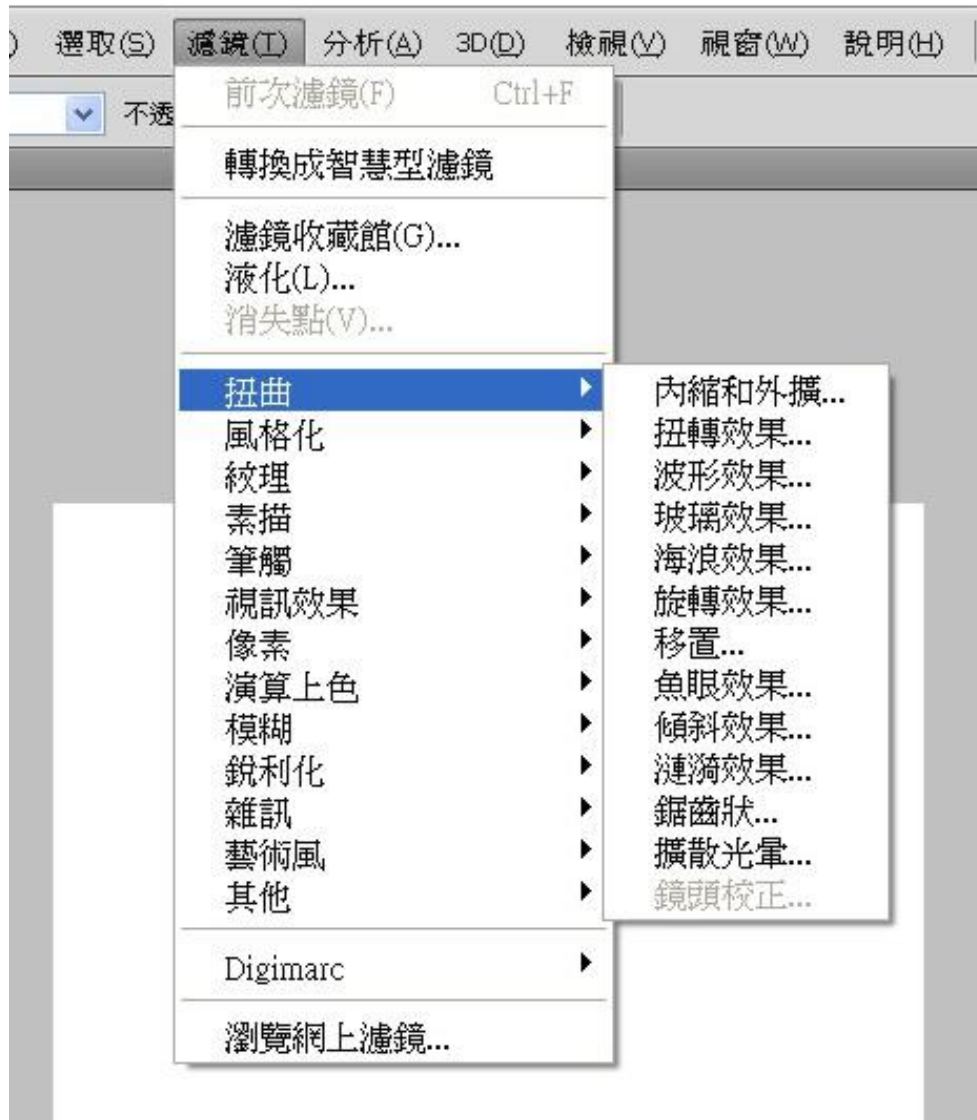 ) 選取(S) 濾鏡(T) 分析(A) 3D(D) 檢視(V) 視窗(W) 說明(H)
不透
前次濾鏡(F) Ctrl+F
轉換成智慧型濾鏡
濾鏡收藏館(G)...
液化(L)...
消失點(V)...
扭曲
風格化
紋理
素描
筆觸
視訊效果
像素
演算上色
模糊
銳利化
雜訊
藝術風
其他
Digimarc
瀏覽網上濾鏡...
內縮和外擴...
扭轉效果...
波形效果...
玻璃效果...
海浪效果...
旋轉效果...
移置...
魚眼效果...
傾斜效果...
漣漪效果...
鋸齒狀...
擴散光暈...
鏡頭校正...